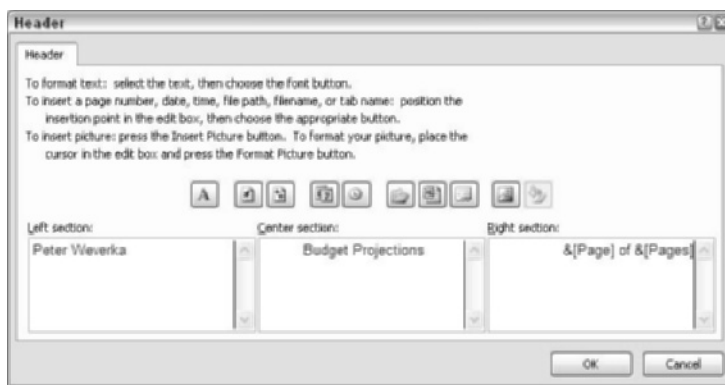 Header
Header
To format text: select the text, then choose the font button.
To insert a page number, date, time, file path, filename, or tab name: position the
insertion point in the edit box, then choose the appropriate button.
To insert picture: press the Insert Picture button. To format your picture, place the
cursor in the edit box and press the Format Picture button.
A
Left section: Center section: Right section:
Peter Weverka Budget Projections &[Page] of &[Pages]
OK Cancel